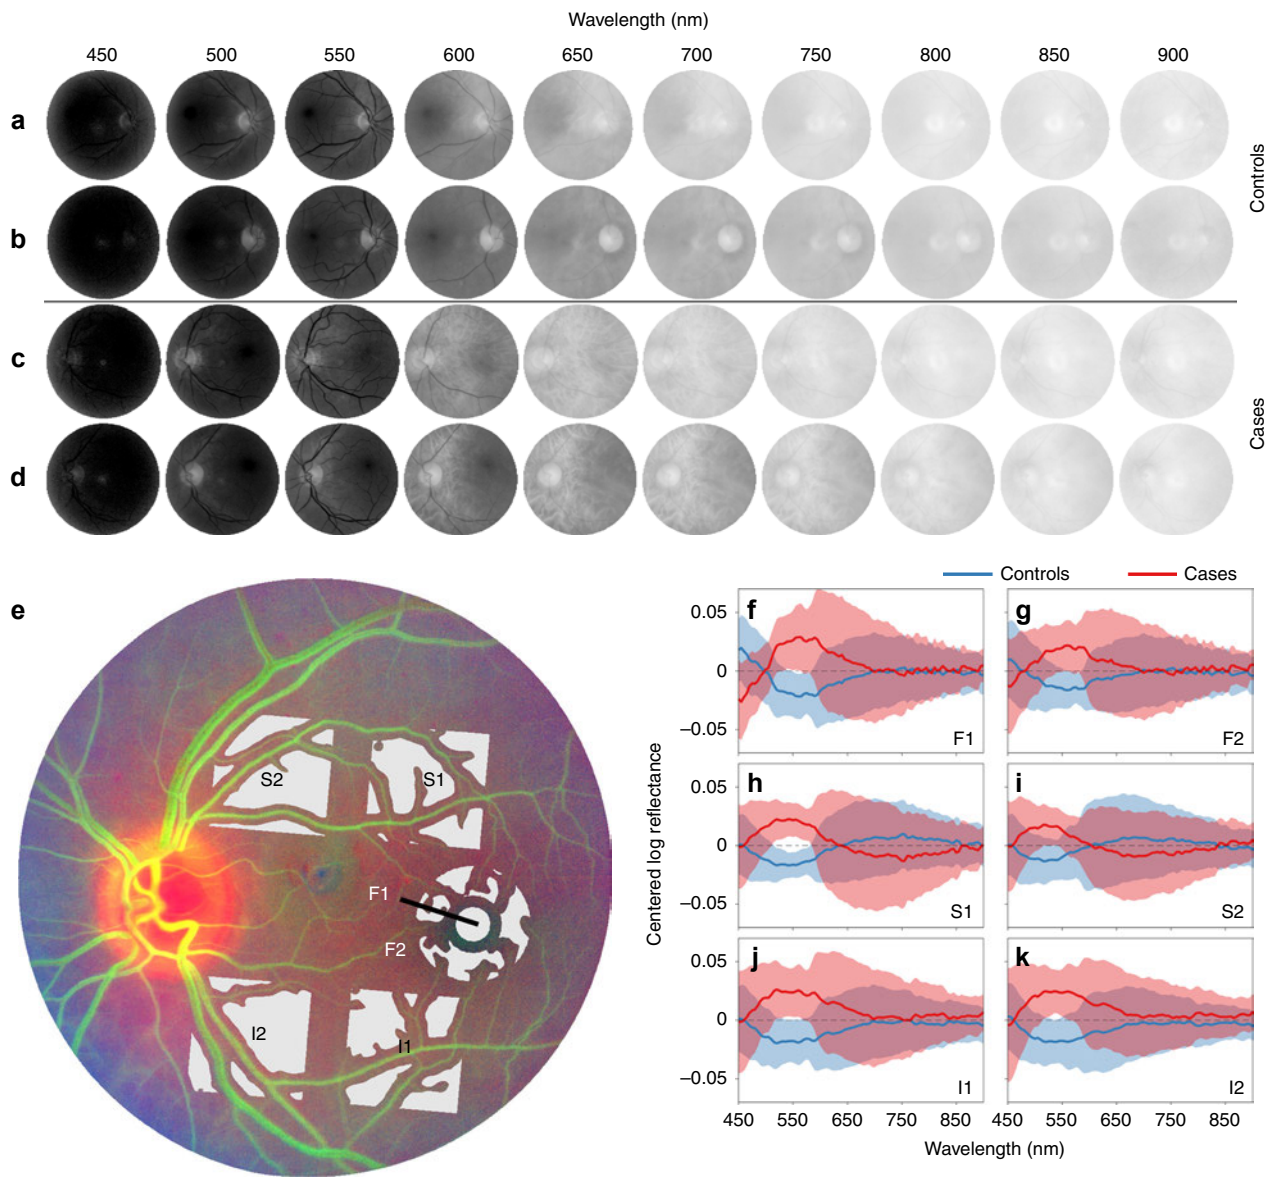 Wavelength (nm)
450 500 550 600 650 700 750 800 850 900
a
b
Controls
c
d
Cases
e
S2
S1
F1
F2
I2
I1
Controls Cases
Centered log reflectance
f
0.05
0
−0.05
F1
g
F2
h
0.05
0
−0.05
S1
i
S2
j
0.05
0
−0.05
I1
k
I2
450 550 650 750 850
450 550 650 750 850
Wavelength (nm)